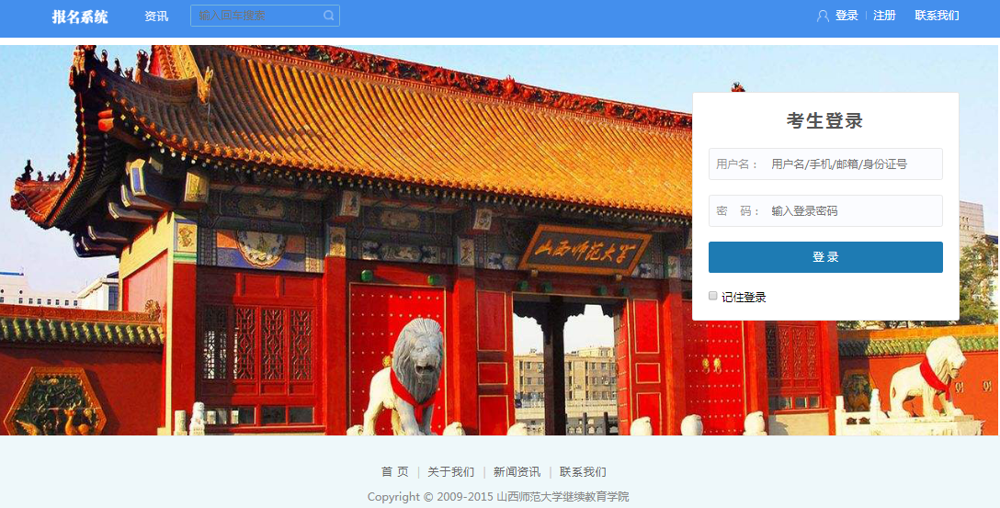 报名系统
资讯
输入回车搜索
登录 | 注册
联系我们
山西师范大学
考生登录
用户名： 用户名/手机/邮箱/身份证号
密 码： 输入登录密码
登 录
记住登录
首 页 | 关于我们 | 新闻资讯 | 联系我们
Copyright © 2009-2015 山西师范大学继续教育学院